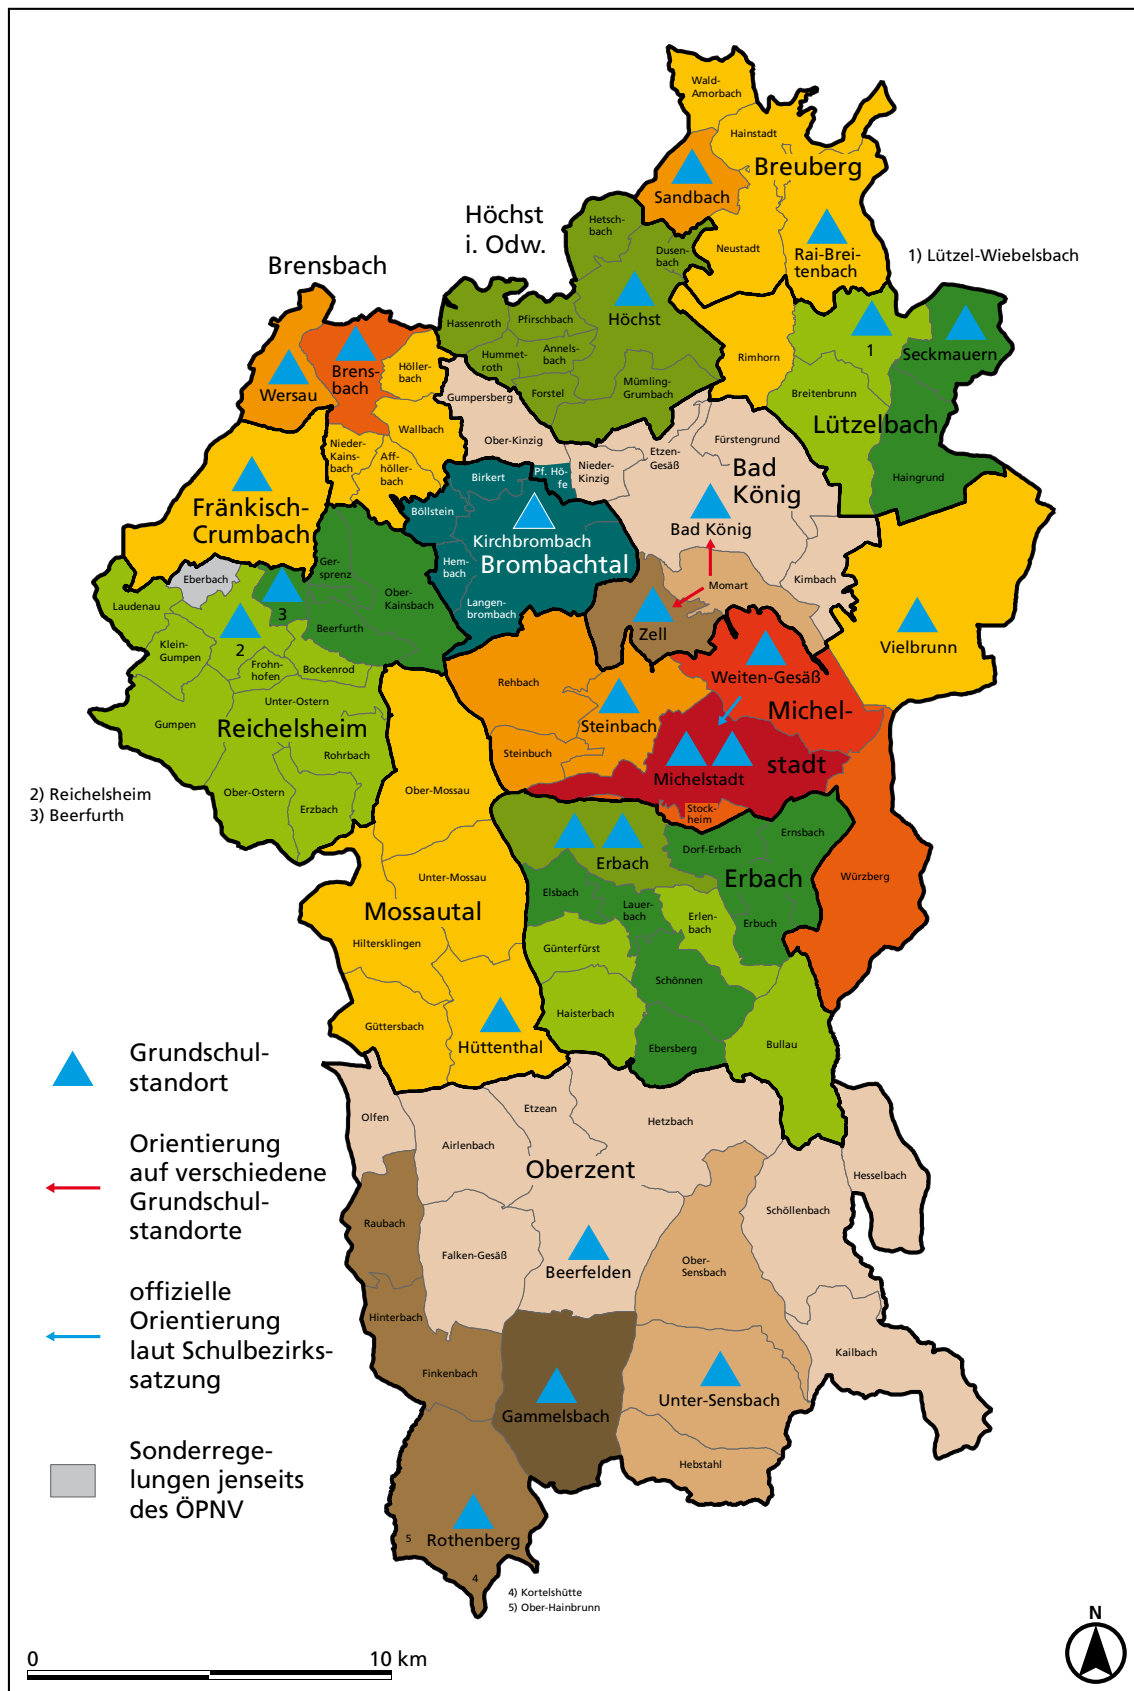 Wald-
Amorbach
Hainstadt
Breuberg
Sandbach
Höchst
i. Odw.
Hetsch-
bach
Dusen-
bach
Neustadt
Rai-Brei-
tenbach
1) Lützel-Wiebelsbach
Brensbach
Hassenroth
Pfirschbach
Höchst
Annels-
bach
Hummet-
roth
Forstel
Mümling-
Grumbach
Rimhorn
1
Seckmauern
Breitenbrunn
Lützelbach
Haingrund
Höller-
bach
Brens-
bach
Wersau
Wallbach
Nieder-
Kains-
bach
Aff-
höller-
bach
Gumpersberg
Ober-Kinzig
Nieder-
Kinzig
Etzen-
Gesäß
Fürstengrund
Bad
König
Bad König
Fränkisch-
Crumbach
Birkert
Pf. Hö-
fe
Böllstein
Kirchbrombach
Brombachtal
Hem-
bach
Langen-
brombach
Momart
Kimbach
Zell
Vielbrunn
Eberbach
Laudenau
Ger-
sprenz
Ober-
Kainsbach
3
Beerfurth
2
Klein-
Gumpen
Frohn-
hofen
Bockenrod
Unter-Ostern
Gumpen
Reichelsheim
Rohrbach
Ober-Ostern
Erzbach
2) Reichelsheim
3) Beerfurth
Rehbach
Steinbach
Steinbuch
Weiten-Gesäß
Michel-
stadt
Michelstadt
Stock-
heim
Würzberg
Ober-Mossau
Unter-Mossau
Mossautal
Hiltersklingen
Güttersbach
Hüttenthal
Erbach
Dorf-Erbach
Ernsbach
Erbach
Elsbach
Lauer-
bach
Erlen-
bach
Erbuch
Günterfürst
Schönnen
Haisterbach
Ebersberg
Bullau
Olfen
Etzean
Airlenbach
Hetzbach
Oberzent
Hesselbach
Raubach
Schöllenbach
Falken-Gesäß
Beerfelden
Ober-
Sensbach
Hinterbach
Finkenbach
Kailbach
Gammelsbach
Unter-Sensbach
Hebstahl
Rothenberg
5
4
4) Kortelshütte
5) Ober-Hainbrunn
Grundschul-
standort
Orientierung
auf verschiedene
Grundschul-
standorte
offizielle
Orientierung
laut Schulbezirks-
satzung
Sonderrege-
lungen jenseits
des ÖPNV
0 10 km
N